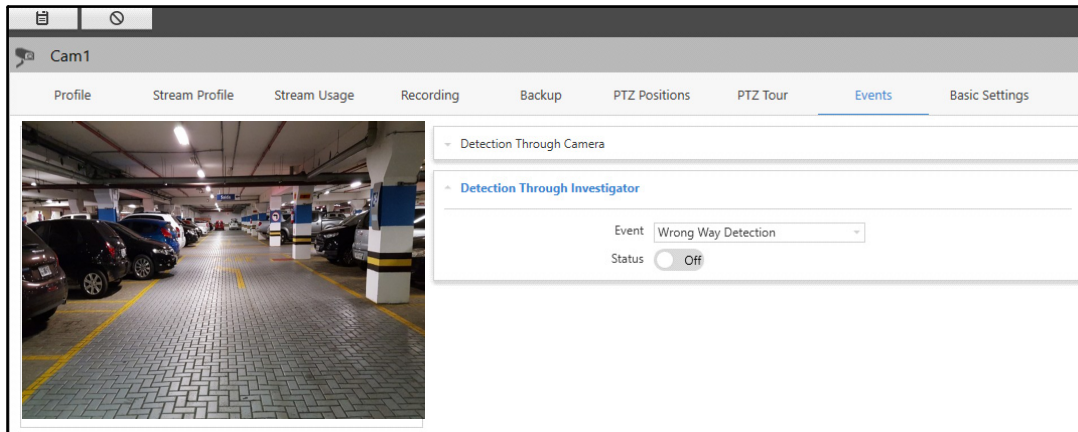 Cam1
Profile Stream Profile Stream Usage Recording Backup PTZ Positions PTZ Tour Events Basic Settings
Detection Through Camera
Detection Through Investigator
Event Wrong Way Detection
Status Off